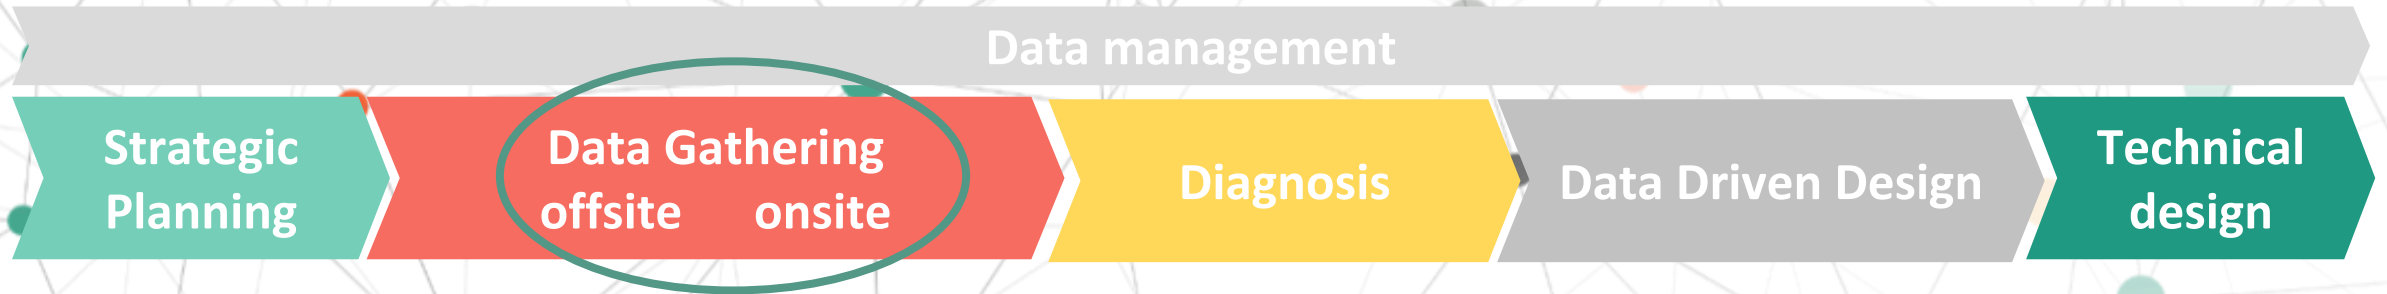 Data management
Strategic
Planning
Data Gathering
offsite onsite
Diagnosis
Data Driven Design
Technical
design